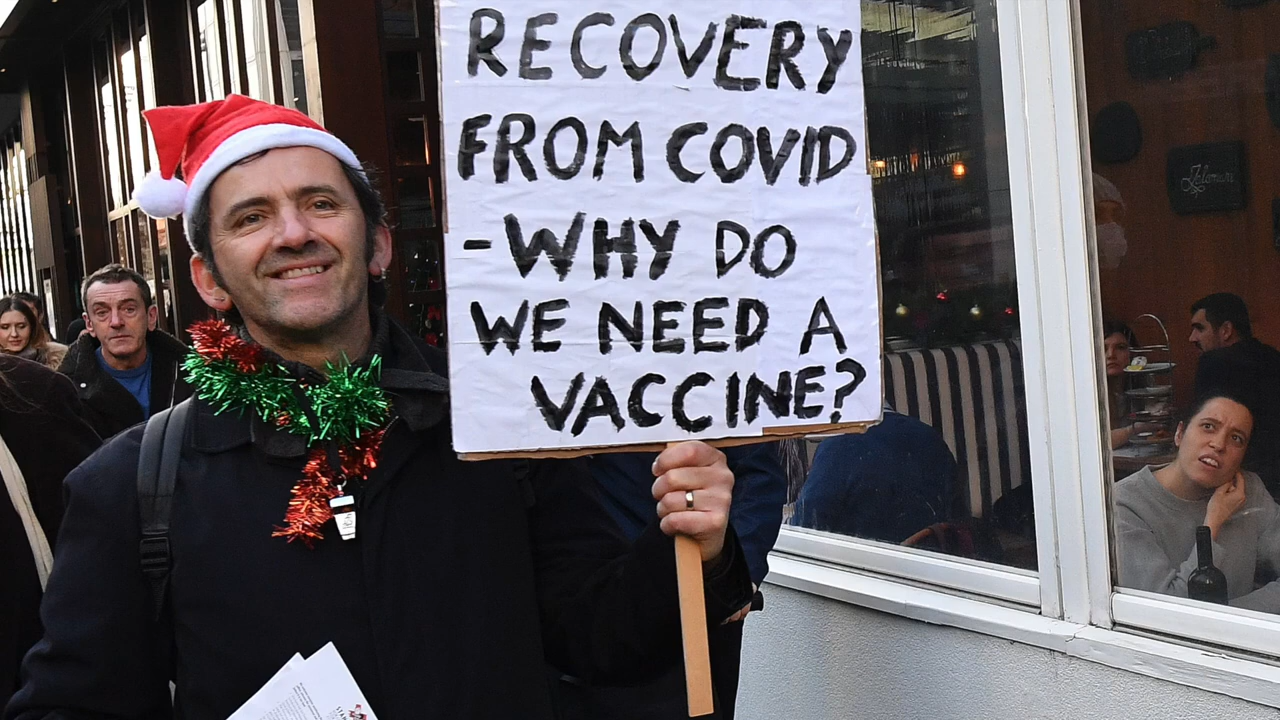 RECOVERY
FROM COVID
-WHY DO
WE NEED A
VACCINE?